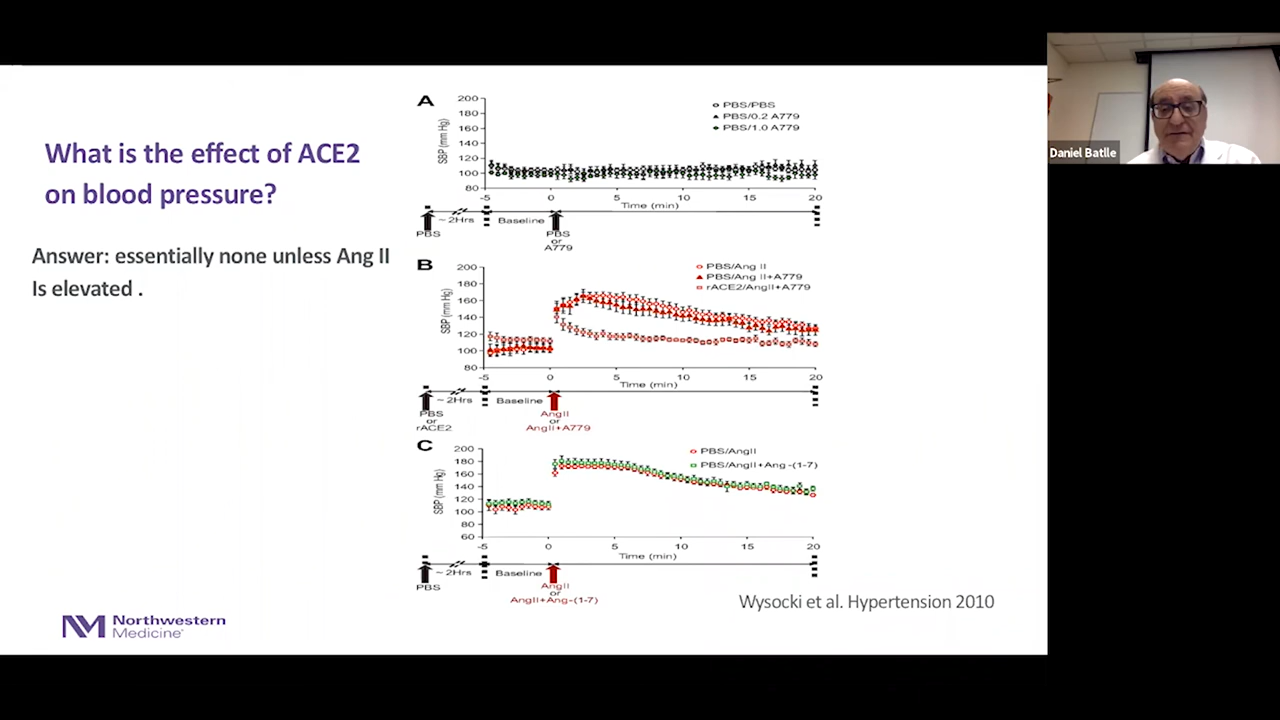 What is the effect of ACE2
on blood pressure?
Answer: essentially none unless Ang II
Is elevated .
A
200
180
160
140
120
100
80
SBP (mm Hg)
PBS/PBS
PBS/0.2 A779
PBS/1.0 A779
-5 0 5 10 15 20
Time (min)
~ 2Hrs Baseline
PBS
PBS
or
A779
B
200
180
160
140
120
100
80
SBP (mm Hg)
PBS/Ang II
PBS/Ang II+A779
rACE2/AngII+A779
-5 0 5 10 15 20
Time (min)
~ 2Hrs Baseline
PBS
or
rACE2
AngII
or
AngII+A779
C
200
180
160
140
120
100
80
60
SBP (mm Hg)
PBS/AngII
PBS/AngII+Ang-(1-7)
-5 0 5 10 15 20
Time (min)
~ 2Hrs Baseline
PBS
AngII
or
AngII+Ang-(1-7)
Wysocki et al. Hypertension 2010
NM Northwestern
Medicine
Daniel Batlle